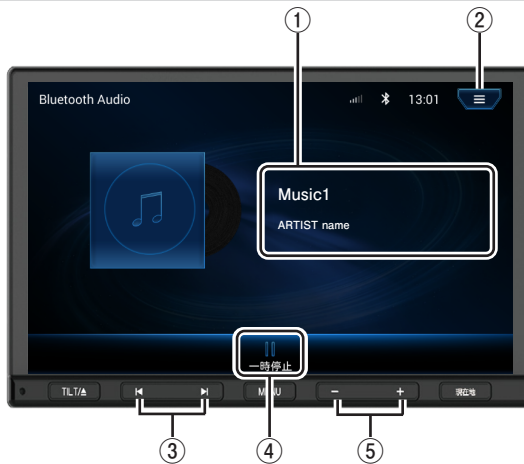 ① ②
Bluetooth Audio 13:01
Music1
ARTIST name
一時停止
TILT/⏏ MENU − + 現在地
③ ④ ⑤